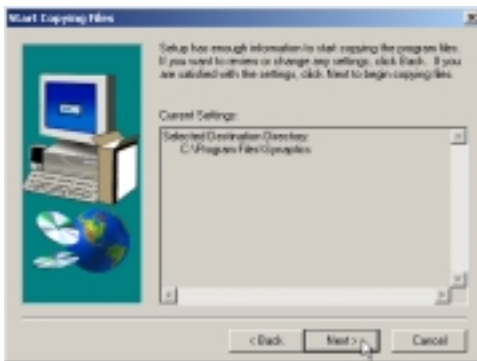 Start Copying Files
Setup has enough information to start copying the program files.
If you want to review or change any settings, click Back. If you
are satisfied with the settings, click Next to begin copying files.
Current Settings:
Selected Destination Directory:
C:\Program Files\Synaptics
< Back
Next >
Cancel